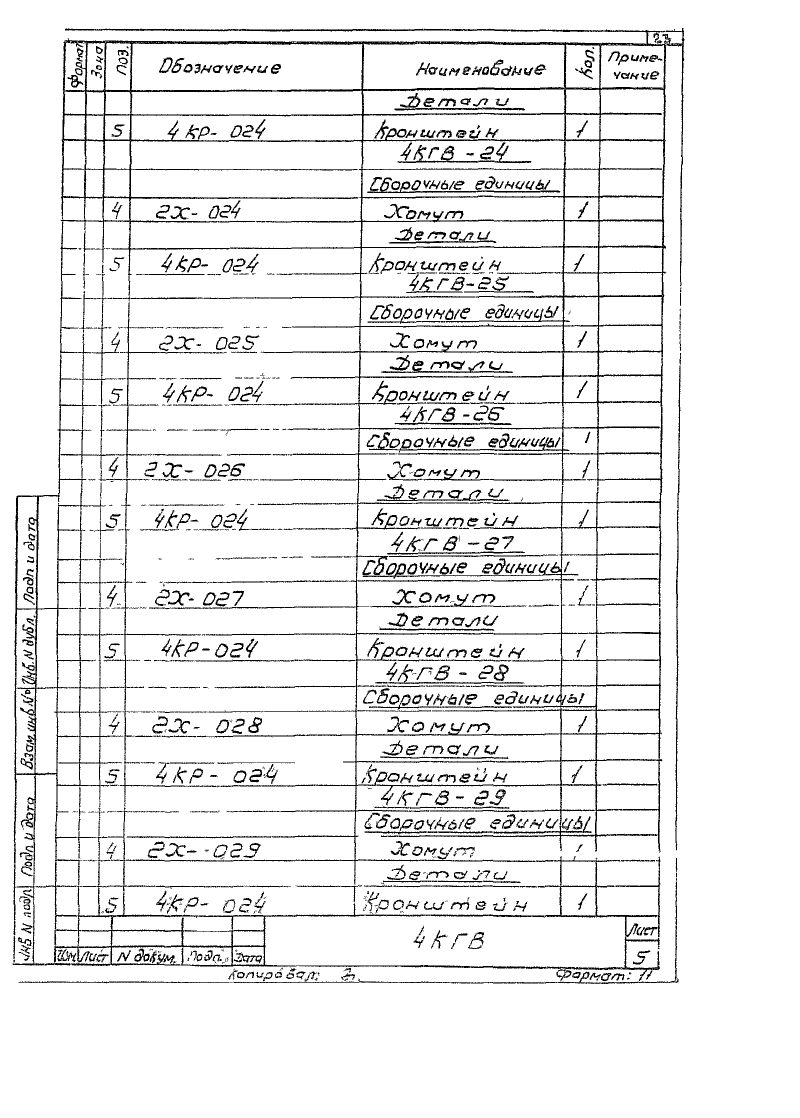 23
Формат Зона Поз. Обозначение Наименование Кол. Приме-
чание
Детали
5 4КР-024 Кронштейн 1
4КГВ-24
Сборочные единицы
4 2Х-024 Хомут 1
Детали
5 4КР-024 Кронштейн 1
4КГВ-25
Сборочные единицы
4 2Х-025 Хомут 1
Детали
5 4КР-024 Кронштейн 1
4КГВ-26
Сборочные единицы 1
4 2Х-026 Хомут 1
Детали
5 4КР-024 Кронштейн 1
4КГВ-27
Сборочные единицы
4 2Х-027 Хомут 1
Детали
5 4КР-024 Кронштейн 1
4КГВ-28
Сборочные единицы
4 2Х-028 Хомут 1
Детали
5 4КР-024 Кронштейн 1
4КГВ-29
Сборочные единицы
4 2Х-029 Хомут 1
Детали
5 4КР-024 Кронштейн 1
Подп и дата
Инв.N дубл.
Взам инв.№
Подп и дата
Инв N подл
Изм Лист N докум. Подп. Дата
4КГВ
Лист
5
Копировал: Формат: 11